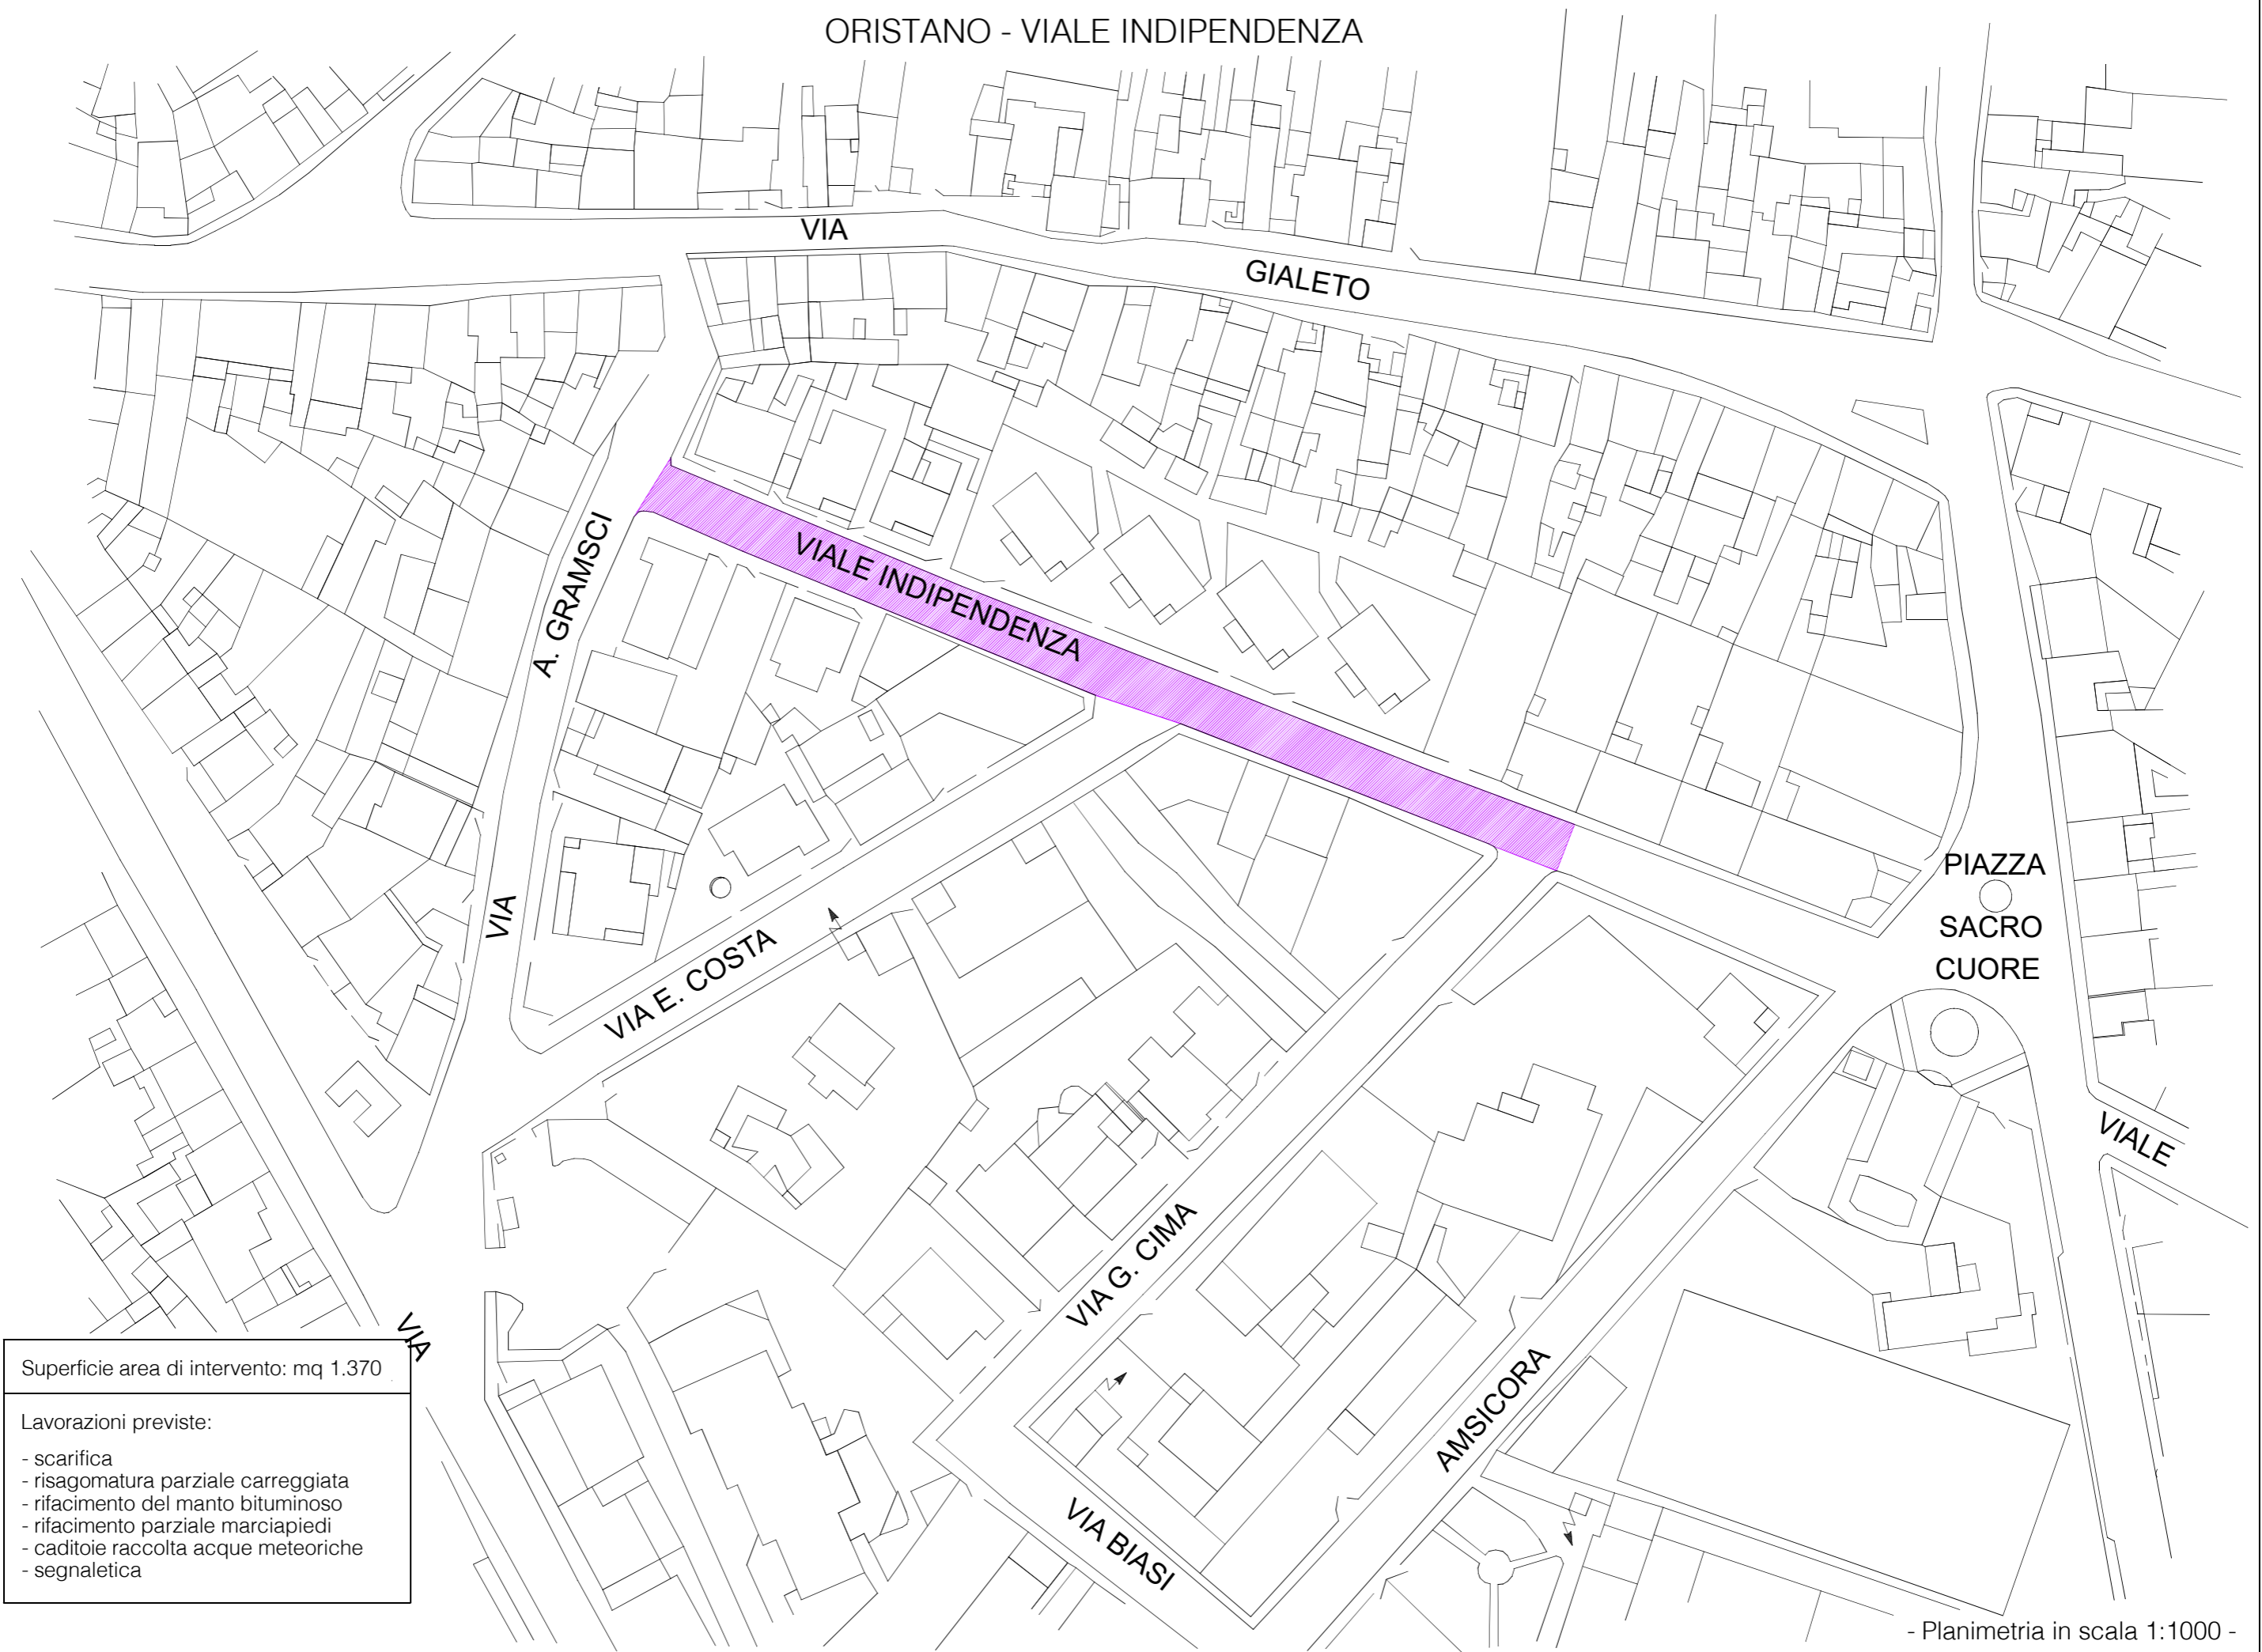 ORISTANO - VIALE INDIPENDENZA
VIA
GIALETO
A. GRAMSCI
VIALE INDIPENDENZA
PIAZZA
SACRO
CUORE
VIA
VIA E. COSTA
VIALE
VIA G. CIMA
VIA
AMSICORA
VIA BIASI
Superficie area di intervento: mq 1.370
Lavorazioni previste:
- scarifica
- risagomatura parziale carreggiata
- rifacimento del manto bituminoso
- rifacimento parziale marciapiedi
- caditoie raccolta acque meteoriche
- segnaletica
- Planimetria in scala 1:1000 -